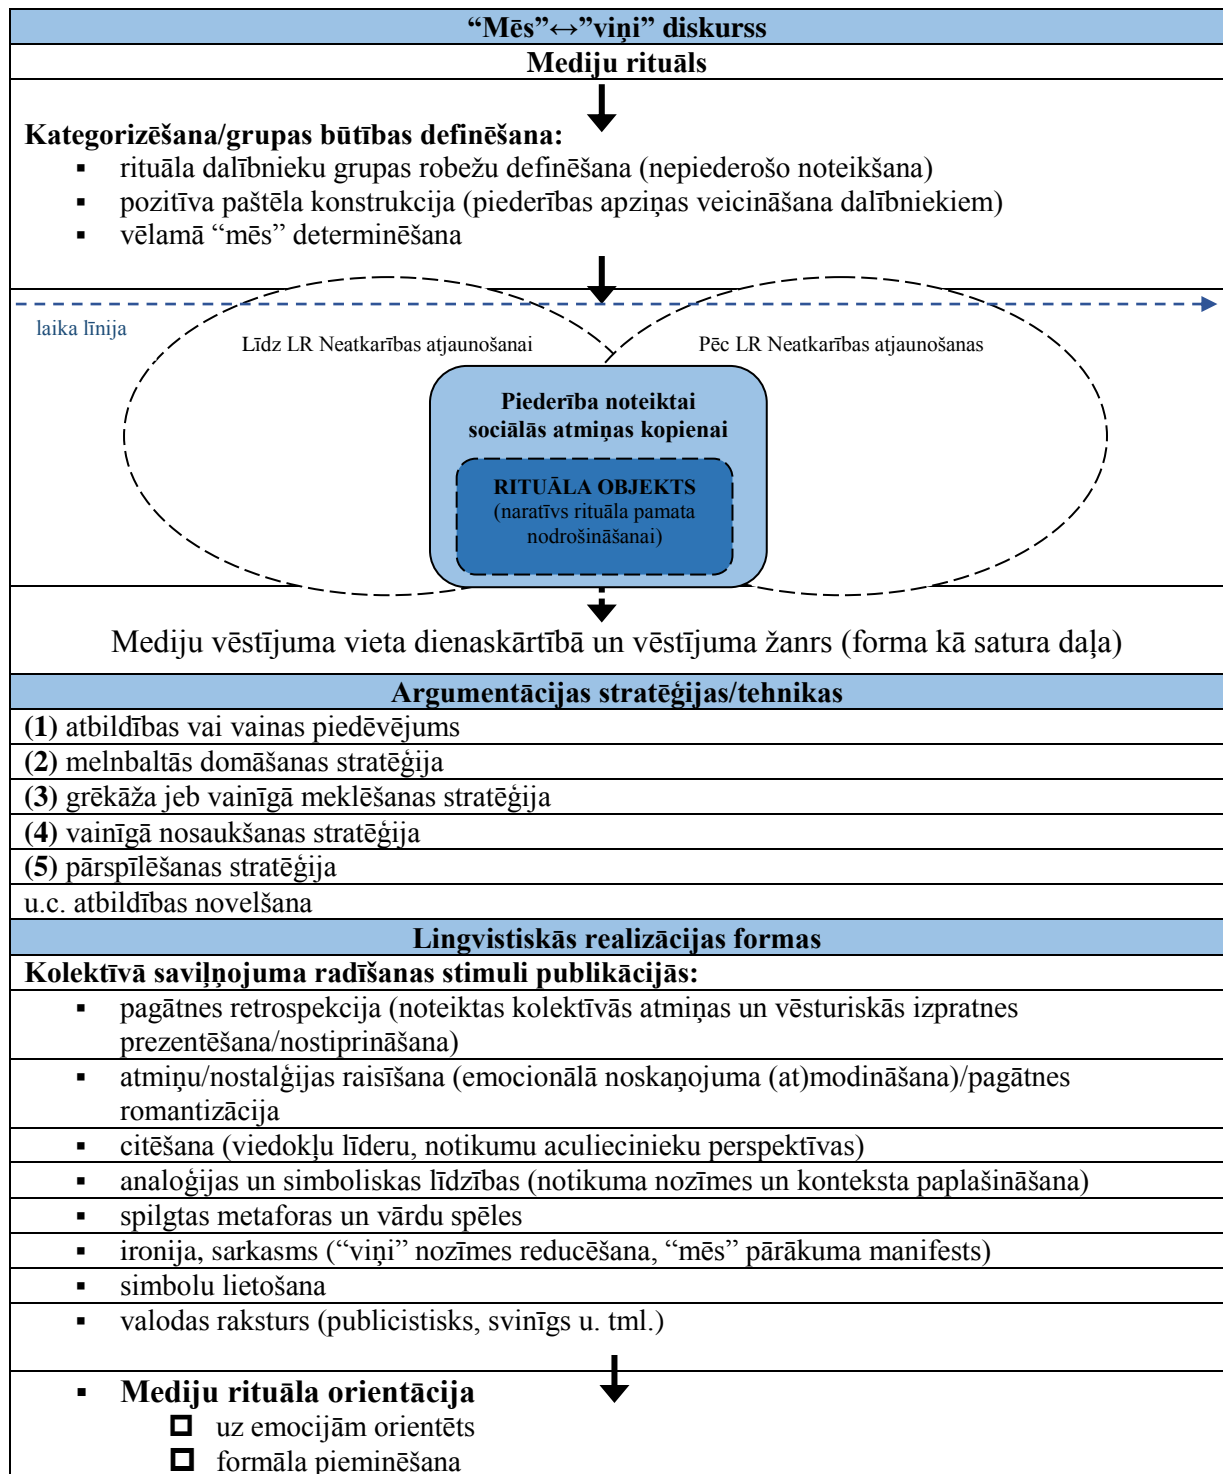 “Mēs”↔”viņi” diskurss
Mediju rituāls
Kategorizēšana/grupas būtības definēšana:
▪ rituāla dalībnieku grupas robežu definēšana (nepiederošo noteikšana)
▪ pozitīva paštēla konstrukcija (piederības apziņas veicināšana dalībniekiem)
▪ vēlamā “mēs” determinēšana
laika līnija
Līdz LR Neatkarības atjaunošanai
Pēc LR Neatkarības atjaunošanas
Piederība noteiktai
sociālās atmiņas kopienai
RITUĀLA OBJEKTS
(naratīvs rituāla pamata
nodrošināšanai)
Mediju vēstījuma vieta dienaskārtībā un vēstījuma žanrs (forma kā satura daļa)
Argumentācijas stratēģijas/tehnikas
(1) atbildības vai vainas piedēvējums
(2) melnbaltās domāšanas stratēģija
(3) grēkāža jeb vainīgā meklēšanas stratēģija
(4) vainīgā nosaukšanas stratēģija
(5) pārspīlēšanas stratēģija
u.c. atbildības novelšana
Lingvistiskās realizācijas formas
Kolektīvā saviļņojuma radīšanas stimuli publikācijās:
▪ pagātnes retrospekcija (noteiktas kolektīvās atmiņas un vēsturiskās izpratnes
prezentēšana/nostiprināšana)
▪ atmiņu/nostalģijas raisīšana (emocionālā noskaņojuma (at)modināšana)/pagātnes
romantizācija
▪ citēšana (viedokļu līderu, notikumu aculiecinieku perspektīvas)
▪ analoģijas un simboliskas līdzības (notikuma nozīmes un konteksta paplašināšana)
▪ spilgtas metaforas un vārdu spēles
▪ ironija, sarkasms (“viņi” nozīmes reducēšana, “mēs” pārākuma manifests)
▪ simbolu lietošana
▪ valodas raksturs (publicistisks, svinīgs u. tml.)
▪ Mediju rituāla orientācija
□ uz emocijām orientēts
□ formāla pieminēšana